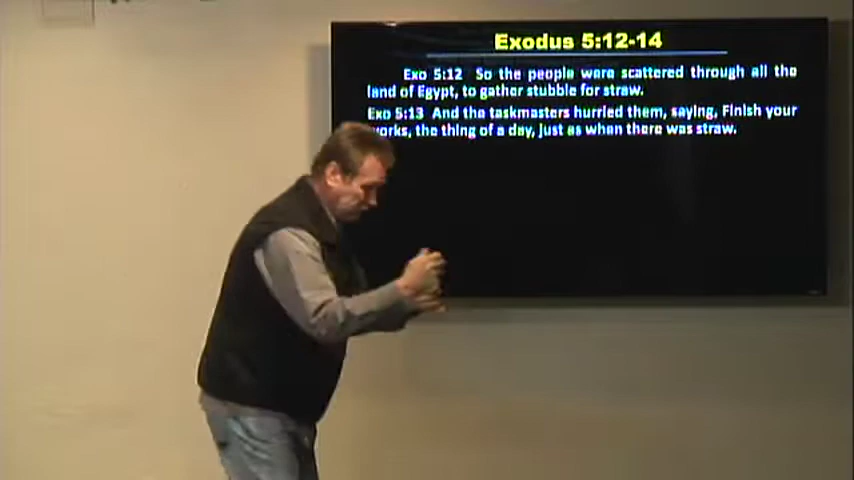 Exodus 5:12-14
Exo 5:12 So the people were scattered through all the
land of Egypt, to gather stubble for straw.
Exo 5:13 And the taskmasters hurried them, saying, Finish your
works, the thing of a day, just as when there was straw.